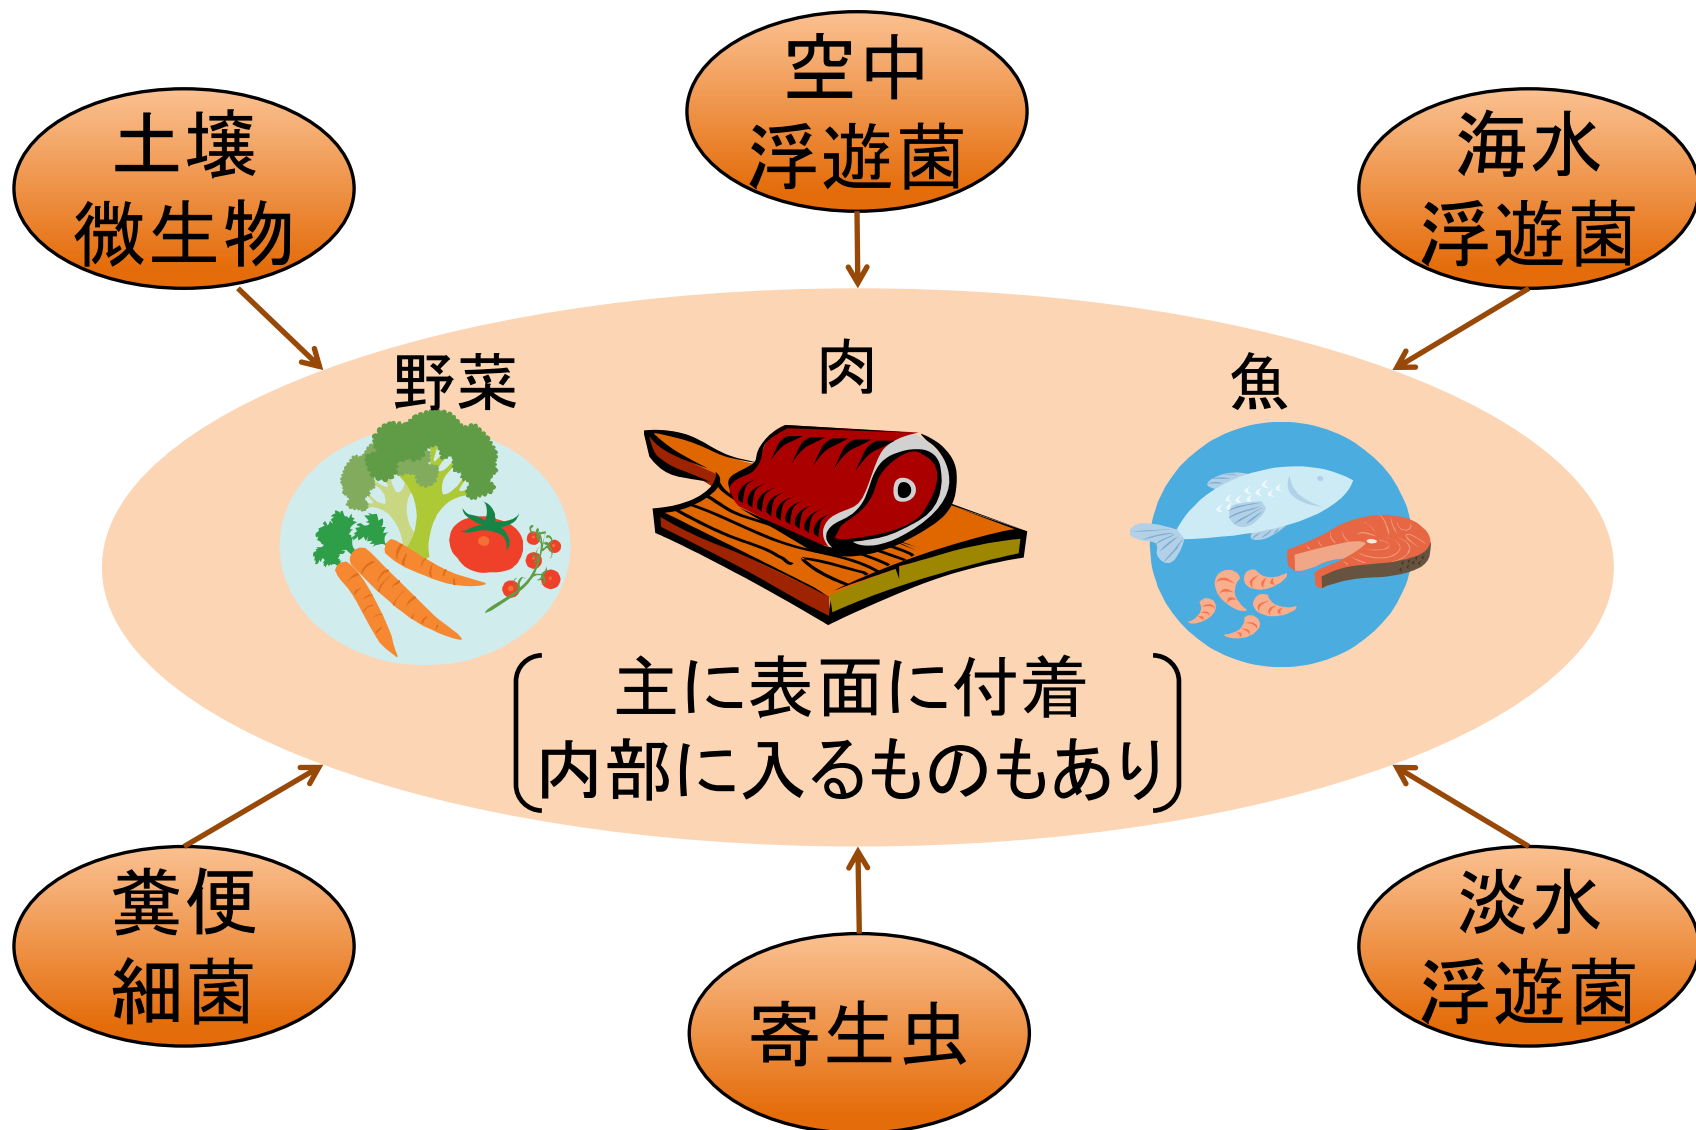 空中
浮遊菌
土壌
微生物
海水
浮遊菌
野菜
肉
魚
主に表面に付着
内部に入るものもあり
糞便
細菌
寄生虫
淡水
浮遊菌